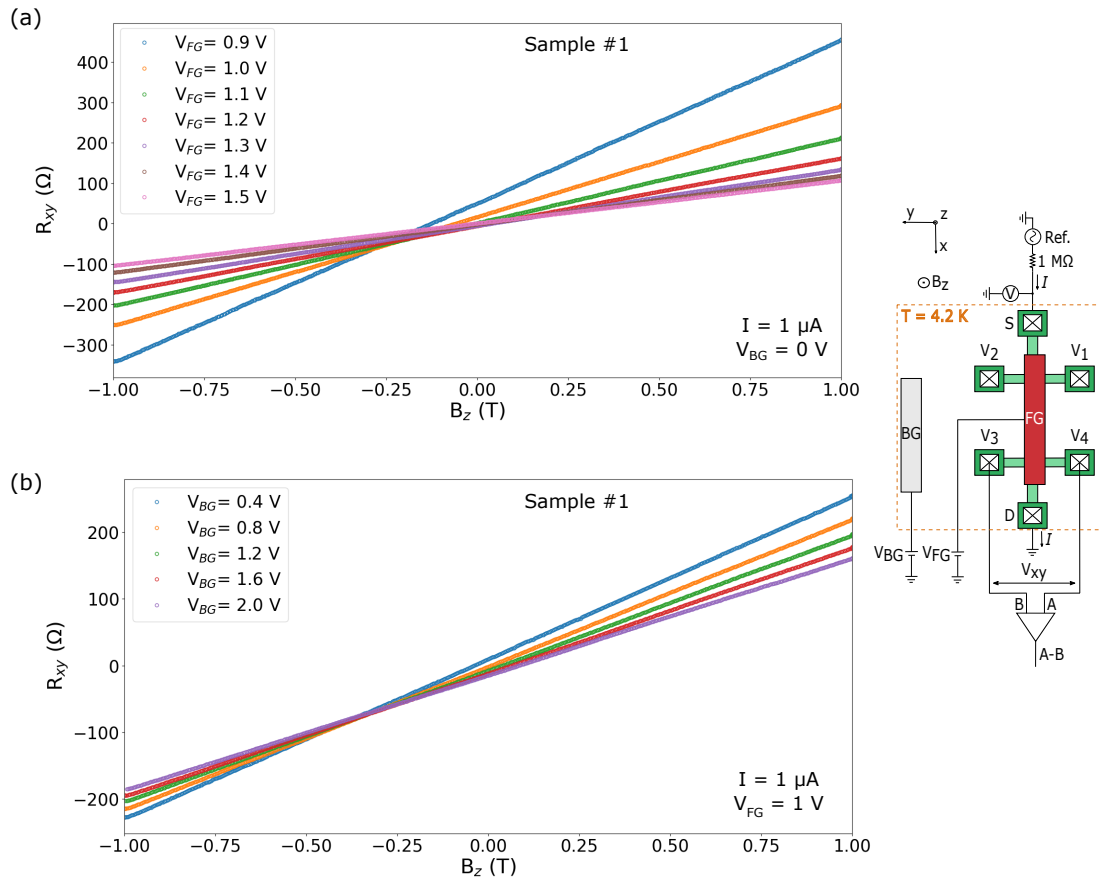 (a)
Sample #1
V_FG= 0.9 V
V_FG= 1.0 V
V_FG= 1.1 V
V_FG= 1.2 V
V_FG= 1.3 V
V_FG= 1.4 V
V_FG= 1.5 V
400
300
200
100
0
−100
−200
−300
R_xy (Ω)
I = 1 µA
V_BG = 0 V
−1.00 −0.75 −0.50 −0.25 0.00 0.25 0.50 0.75 1.00
B_z (T)
(b)
Sample #1
V_BG= 0.4 V
V_BG= 0.8 V
V_BG= 1.2 V
V_BG= 1.6 V
V_BG= 2.0 V
200
100
0
−100
−200
R_xy (Ω)
I = 1 µA
V_FG = 1 V
−1.00 −0.75 −0.50 −0.25 0.00 0.25 0.50 0.75 1.00
B_z (T)
y z
x
B_z
Ref.
1 MΩ
I
V
T = 4.2 K
S
V2 V1
BG FG
V3 V4
D
I
V_BG V_FG
V_xy
B A
A-B